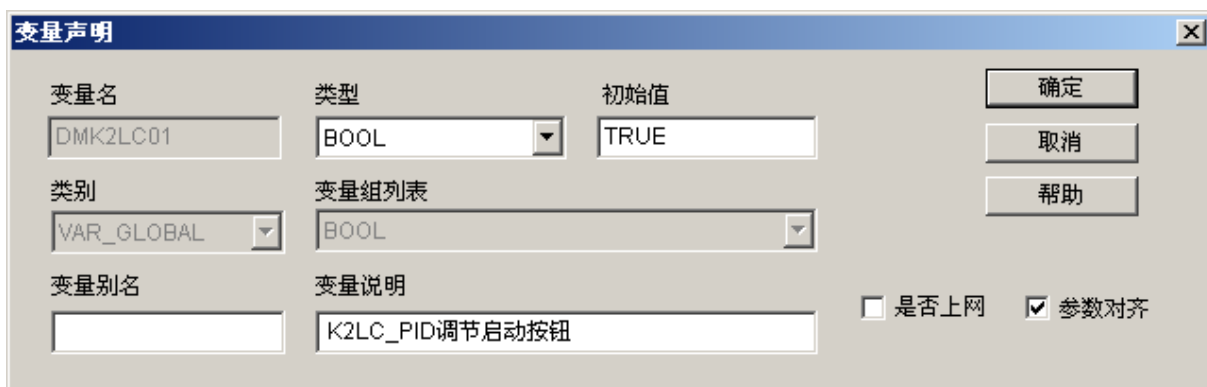 变量声明
变量名 类型 初始值 确定
DMK2LC01 BOOL TRUE 取消
类别 变量组列表 帮助
VAR_GLOBAL BOOL
变量别名 变量说明
是否上网 参数对齐
K2LC_PID调节启动按钮